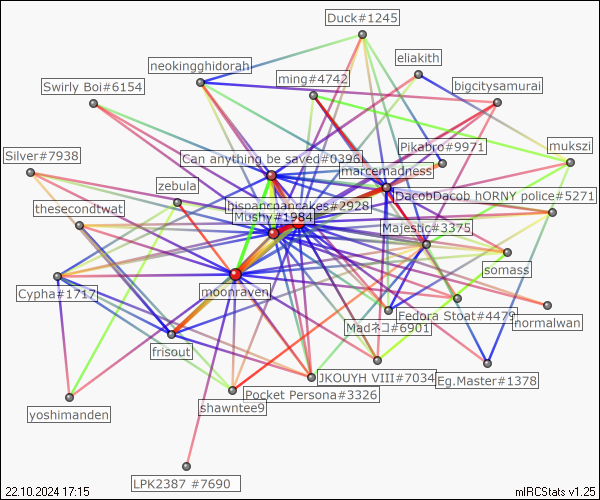 Duck#1245
eliakith
neokingghidorah
ming#4742
bigcitysamurai
Swirly Boi#6154
Pikabro#9971
mukszi
Silver#7938
Can anything be saved#0396
marcemadness
zebula
DacobDacob hORNY police#5271
thesecondtwat
hisparcpancakes#2928
Mushy#1984
Majestic#3375
somass
Cypha#1717
moonraven
Fedora Stoat#4479
normalwan
Madネコ#6901
frisout
JKOUYH VIII#7034
Eg.Master#1378
Pocket Persona#3326
shawntee9
yoshimanden
LPK2387 #7690
22.10.2024 17:15
mIRCStats v1.25